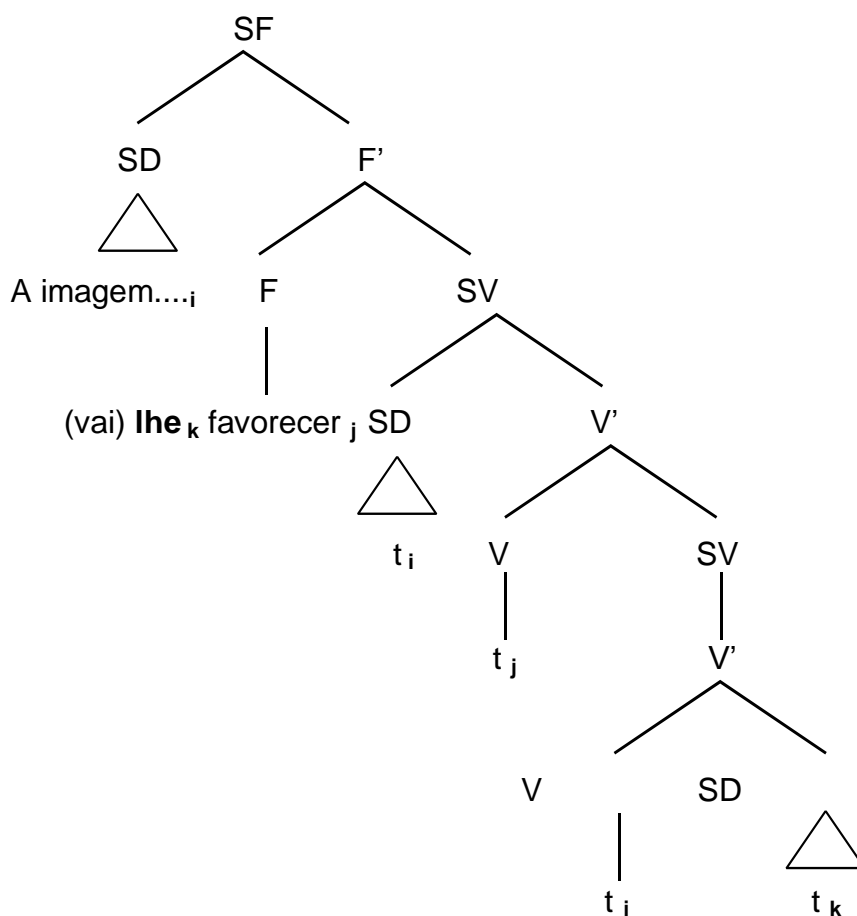 SF
SD F’
A imagem....i F SV
(vai) lhe k favorecer j SD V’
t i V SV
t j V’
V SD
t i t k